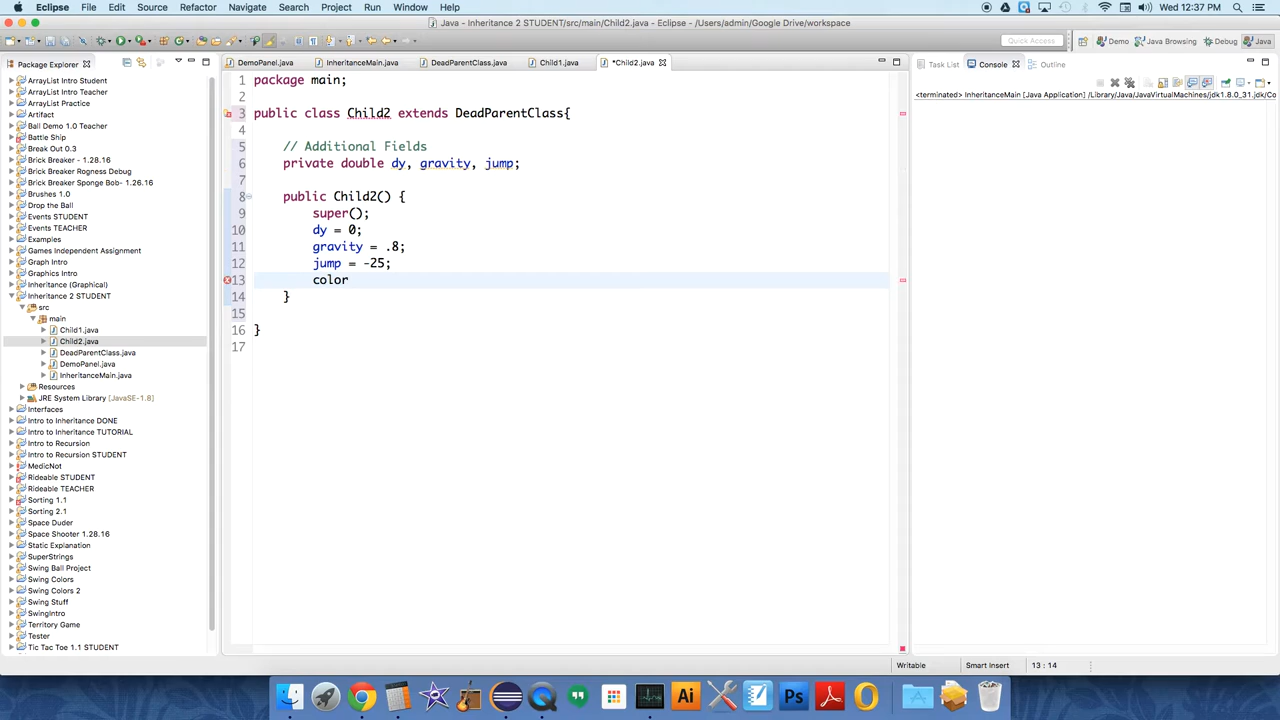 Eclipse File Edit Source Refactor Navigate Search Project Run Window Help
Wed 12:37 PM
Java - Inheritance 2 STUDENT/src/main/Child2.java - Eclipse - /Users/admin/Google Drive/workspace
Quick Access
Demo Java Browsing Debug Java
Package Explorer
ArrayList Intro Student
ArrayList Intro Teacher
ArrayList Practice
Artifact
Ball Demo 1.0 Teacher
Battle Ship
Break Out 0.3
Brick Breaker - 1.28.16
Brick Breaker Rogness Debug
Brick Breaker Sponge Bob- 1.26.16
Brushes 1.0
Drop the Ball
Events STUDENT
Events TEACHER
Examples
Games Independent Assignment
Graph Intro
Graphics Intro
Inheritance (Graphical)
Inheritance 2 STUDENT
src
main
Child1.java
Child2.java
DeadParentClass.java
DemoPanel.java
InheritanceMain.java
Resources
JRE System Library [JavaSE-1.8]
Interfaces
Intro to Inheritance DONE
Intro to Inheritance TUTORIAL
Intro to Recursion
Intro to Recursion STUDENT
MedicNot
Rideable STUDENT
Rideable TEACHER
Sorting 1.1
Sorting 2.1
Space Duder
Space Shooter 1.28.16
Static Explanation
SuperStrings
Swing Ball Project
Swing Colors
Swing Colors 2
Swing Stuff
SwingIntro
Territory Game
Tester
Tic Tac Toe 1.1 STUDENT
DemoPanel.java InheritanceMain.java DeadParentClass.java Child1.java *Child2.java
1 package main;
2
3 public class Child2 extends DeadParentClass{
4
5 // Additional Fields
6 private double dy, gravity, jump;
7
8 public Child2() {
9 super();
10 dy = 0;
11 gravity = .8;
12 jump = -25;
13 color
14 }
15
16 }
17
Task List Console Outline
<terminated> InheritanceMain [Java Application] /Library/Java/JavaVirtualMachines/jdk1.8.0_31.jdk/Co
Writable Smart Insert 13 : 14
Ai Ps